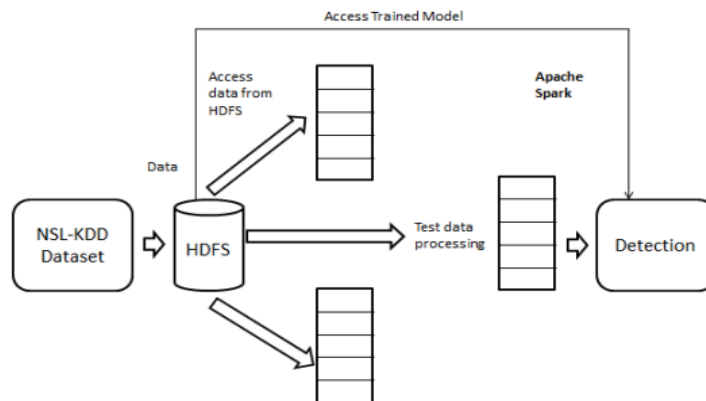 Access Trained Model
Access
data from
HDFS
Apache
Spark
Data
NSL-KDD
Dataset
HDFS
Test data
processing
Detection